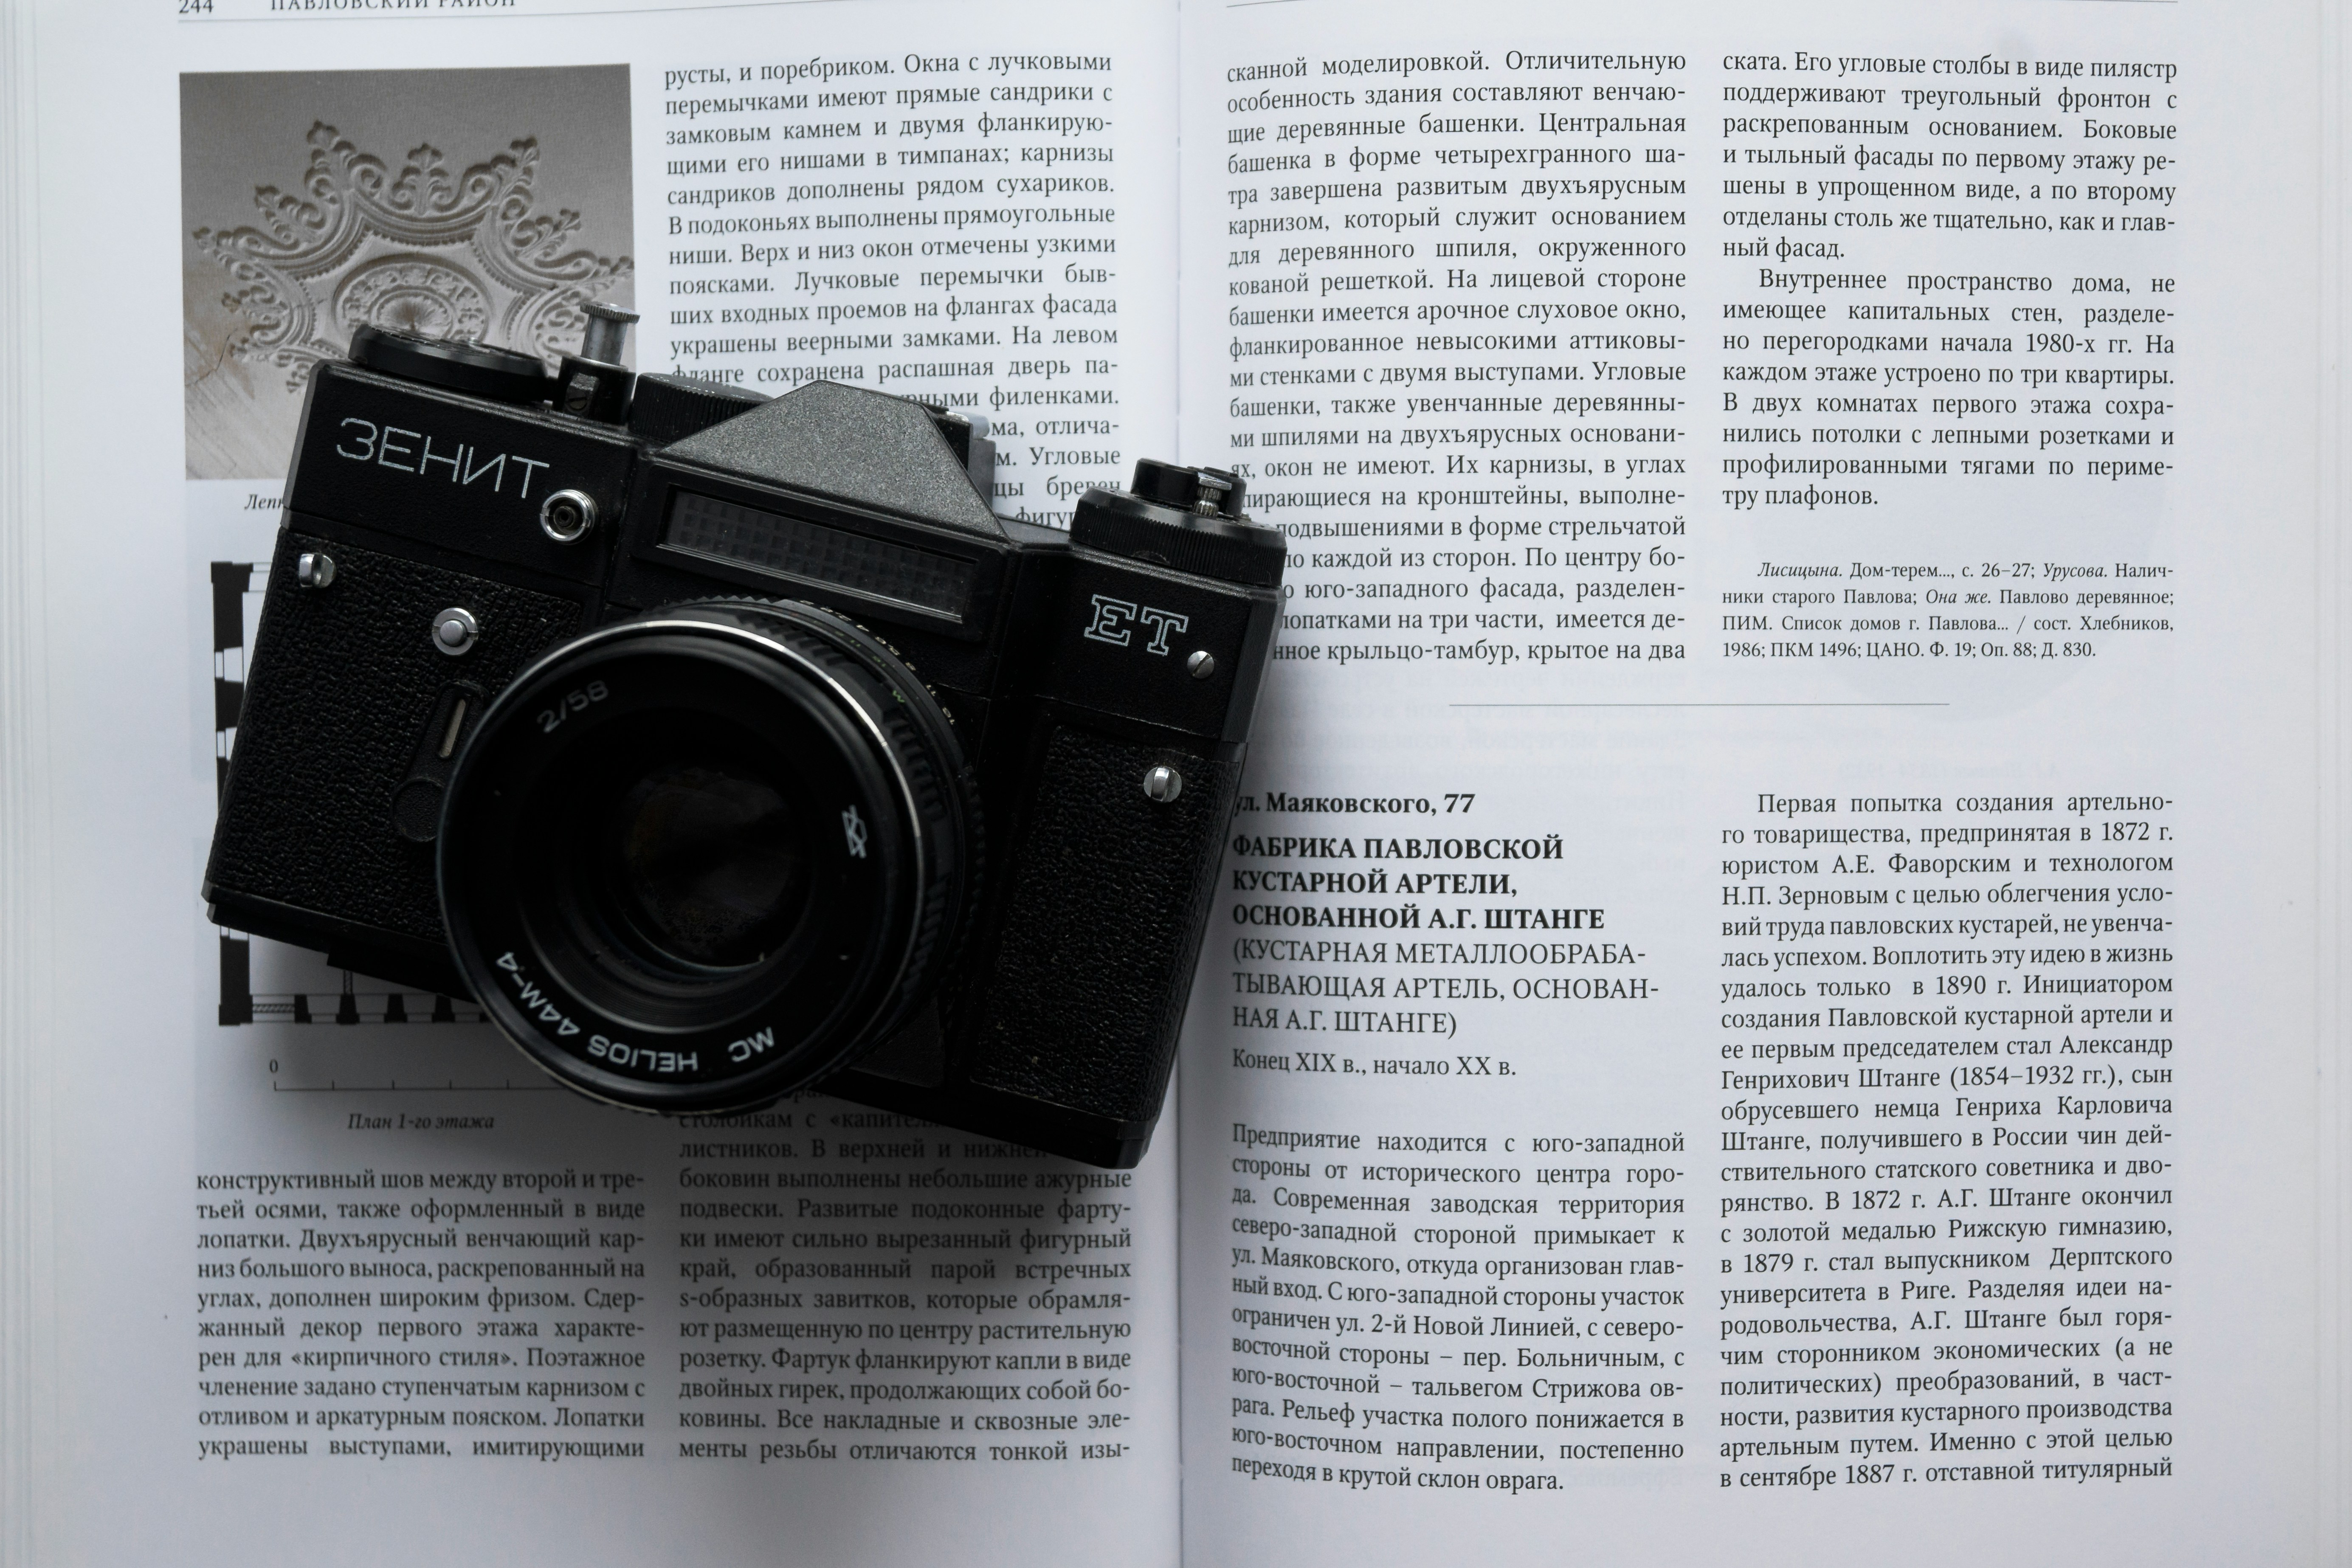 244 ПАВЛОВСКИЙ РАЙОН
План 1-го этажа
0
конструктивный шов между второй и тре-
тьей осями, также оформленный в виде
лопатки. Двухъярусный венчающий кар-
низ большого выноса, раскрепованный на
углах, дополнен широким фризом. Сдер-
жанный декор первого этажа характе-
рен для «кирпичного стиля». Поэтажное
членение задано ступенчатым карнизом с
отливом и аркатурным пояском. Лопатки
украшены выступами, имитирующими
русты, и поребриком. Окна с лучковыми
перемычками имеют прямые сандрики с
замковым камнем и двумя фланкирую-
щими его нишами в тимпанах; карнизы
сандриков дополнены рядом сухариков.
В подоконьях выполнены прямоугольные
ниши. Верх и низ окон отмечены узкими
поясками. Лучковые перемычки быв-
ших входных проемов на флангах фасада
украшены веерными замками. На левом
фланге сохранена распашная дверь па-
филенками.
отлича-
Угловые
бревен
столбикам с
листников. В верхней и
боковин выполнены небольшие ажурные
подвески. Развитые подоконные фарту-
ки имеют сильно вырезанный фигурный
край, образованный парой встречных
s-образных завитков, которые обрамля-
ют размещенную по центру растительную
розетку. Фартук фланкируют капли в виде
двойных гирек, продолжающих собой бо-
ковины. Все накладные и сквозные эле-
менты резьбы отличаются тонкой изы-
ЗЕНИТ
ET
2/58
MC HELIOS 44M-4
сканной моделировкой. Отличительную
особенность здания составляют венчаю-
щие деревянные башенки. Центральная
башенка в форме четырехгранного ша-
тра завершена развитым двухъярусным
карнизом, который служит основанием
для деревянного шпиля, окруженного
кованой решеткой. На лицевой стороне
башенки имеется арочное слуховое окно,
фланкированное невысокими аттиковы-
ми стенками с двумя выступами. Угловые
башенки, также увенчанные деревянны-
ми шпилями на двухъярусных основани-
ях, окон не имеют. Их карнизы, в углах
на кронштейны, выполне-
подвышениями в форме стрельчатой
каждой из сторон. По центру бо-
юго-западного фасада, разделен-
на три части, имеется де-
крыльцо-тамбур, крытое на два
ул. Маяковского, 77
ФАБРИКА ПАВЛОВСКОЙ
КУСТАРНОЙ АРТЕЛИ,
ОСНОВАННОЙ А.Г. ШТАНГЕ
(КУСТАРНАЯ МЕТАЛЛООБРАБА-
ТЫВАЮЩАЯ АРТЕЛЬ, ОСНОВАН-
НАЯ А.Г. ШТАНГЕ)
Конец XIX в., начало XX в.
Предприятие находится с юго-западной
стороны от исторического центра горо-
да. Современная заводская территория
северо-западной стороной примыкает к
ул. Маяковского, откуда организован глав-
ный вход. С юго-западной стороны участок
ограничен ул. 2-й Новой Линией, с северо-
восточной стороны – пер. Больничным, с
юго-восточной – тальвегом Стрижова ов-
рага. Рельеф участка полого понижается в
юго-восточном направлении, постепенно
переходя в крутой склон оврага.
ската. Его угловые столбы в виде пилястр
поддерживают треугольный фронтон с
раскрепованным основанием. Боковые
и тыльный фасады по первому этажу ре-
шены в упрощенном виде, а по второму
отделаны столь же тщательно, как и глав-
ный фасад.
Внутреннее пространство дома, не
имеющее капитальных стен, разделе-
но перегородками начала 1980-х гг. На
каждом этаже устроено по три квартиры.
В двух комнатах первого этажа сохра-
нились потолки с лепными розетками и
профилированными тягами по периме-
тру плафонов.
Лисицына. Дом-терем..., с. 26–27; Урусова. Налич-
ники старого Павлова; Она же. Павлово деревянное;
ПИМ. Список домов г. Павлова... / сост. Хлебников,
1986; ПКМ 1496; ЦАНО. Ф. 19; Оп. 88; Д. 830.
Первая попытка создания артельно-
го товарищества, предпринятая в 1872 г.
юристом А.Е. Фаворским и технологом
Н.П. Зерновым с целью облегчения усло-
вий труда павловских кустарей, не увенча-
лась успехом. Воплотить эту идею в жизнь
удалось только в 1890 г. Инициатором
создания Павловской кустарной артели и
ее первым председателем стал Александр
Генрихович Штанге (1854–1932 гг.), сын
обрусевшего немца Генриха Карловича
Штанге, получившего в России чин дей-
ствительного статского советника и дво-
рянство. В 1872 г. А.Г. Штанге окончил
с золотой медалью Рижскую гимназию,
в 1879 г. стал выпускником Дерптского
университета в Риге. Разделяя идеи на-
родовольчества, А.Г. Штанге был горя-
чим сторонником экономических (а не
политических) преобразований, в част-
ности, развития кустарного производства
артельным путем. Именно с этой целью
в сентябре 1887 г. отставной титулярный